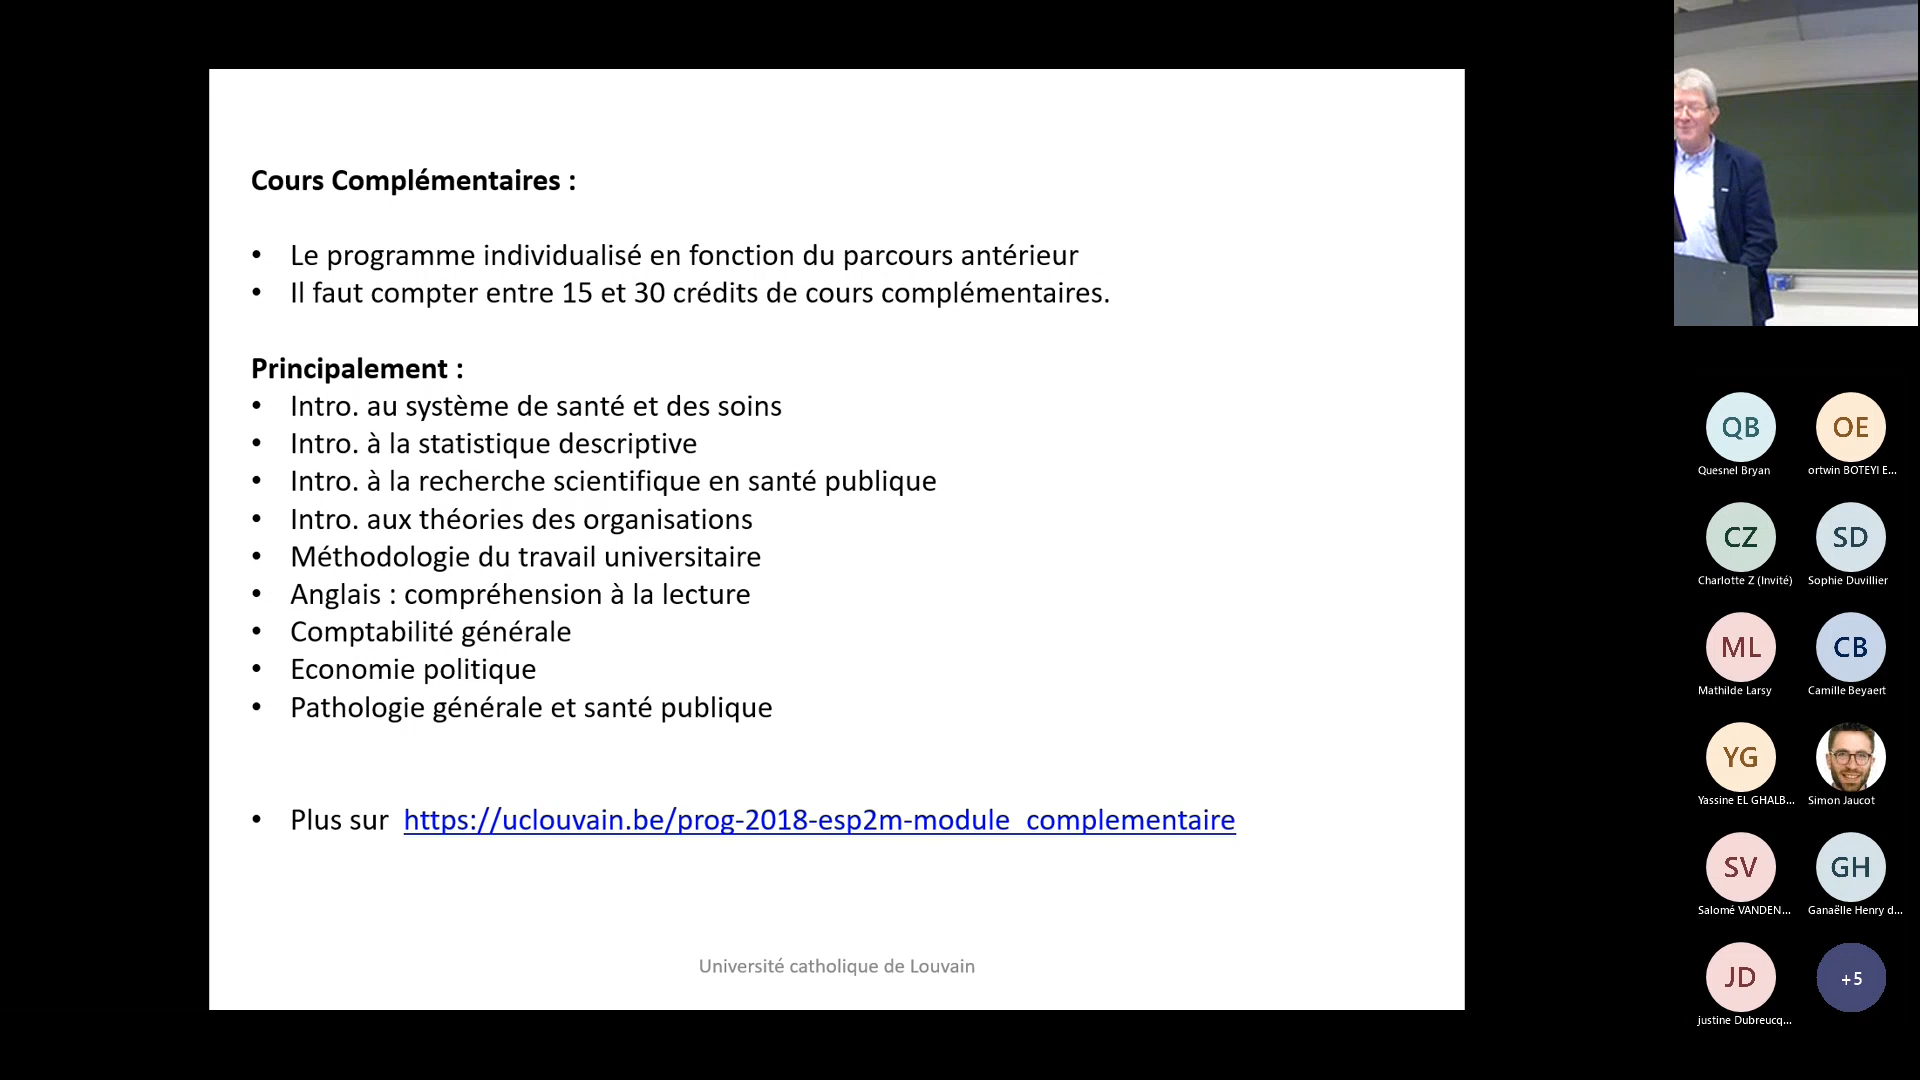 Cours Complémentaires :
• Le programme individualisé en fonction du parcours antérieur
• Il faut compter entre 15 et 30 crédits de cours complémentaires.
Principalement :
• Intro. au système de santé et des soins
• Intro. à la statistique descriptive
• Intro. à la recherche scientifique en santé publique
• Intro. aux théories des organisations
• Méthodologie du travail universitaire
• Anglais : compréhension à la lecture
• Comptabilité générale
• Economie politique
• Pathologie générale et santé publique
• Plus sur https://uclouvain.be/prog-2018-esp2m-module_complementaire
Université catholique de Louvain
QB
Quesnel Bryan
OE
ortwin BOTEYI E...
CZ
Charlotte Z (Invité)
SD
Sophie Duvillier
ML
Mathilde Larsy
CB
Camille Beyaert
YG
Yassine EL GHALB...
Simon Jaucot
SV
Salomé VANDEN...
GH
Ganaëlle Henry d...
JD
justine Dubreucq...
+5